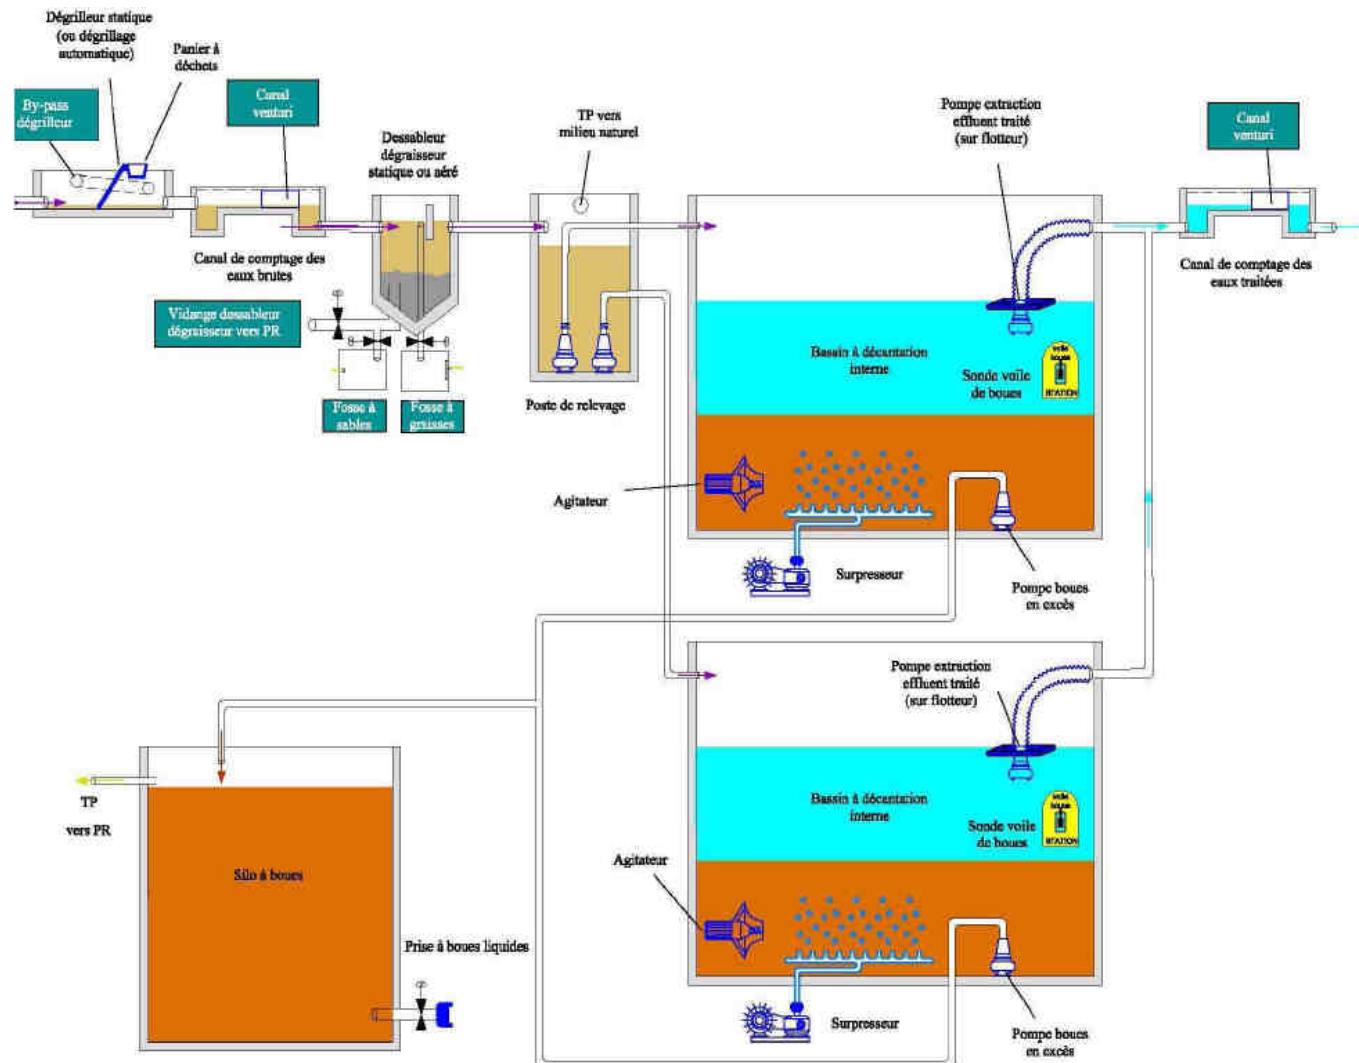 Dégrilleur statique
(ou dégrillage
automatique)
Panier à
déchets
By-pass
dégrilleur
Canal
venturi
Dessableur
dégraisseur
statique ou aéré
TP vers
milieu naturel
Pompe extraction
effluent traité
(sur flotteur)
Canal
venturi
Canal de comptage des
eaux brutes
Canal de comptage des
eaux traitées
Vidange dessableur
dégraisseur vers PR
Fosse à
sables
Fosse à
graisses
Poste de relevage
Bassin à décantation
interne
Sonde voile
de boues
voile
boues
Agitateur
Surpresseur
Pompe boues
en excès
Pompe extraction
effluent traité
(sur flotteur)
TP
vers PR
Bassin à décantation
interne
Sonde voile
de boues
voile
boues
Agitateur
Silo à boues
Prise à boues liquides
Surpresseur
Pompe boues
en excès